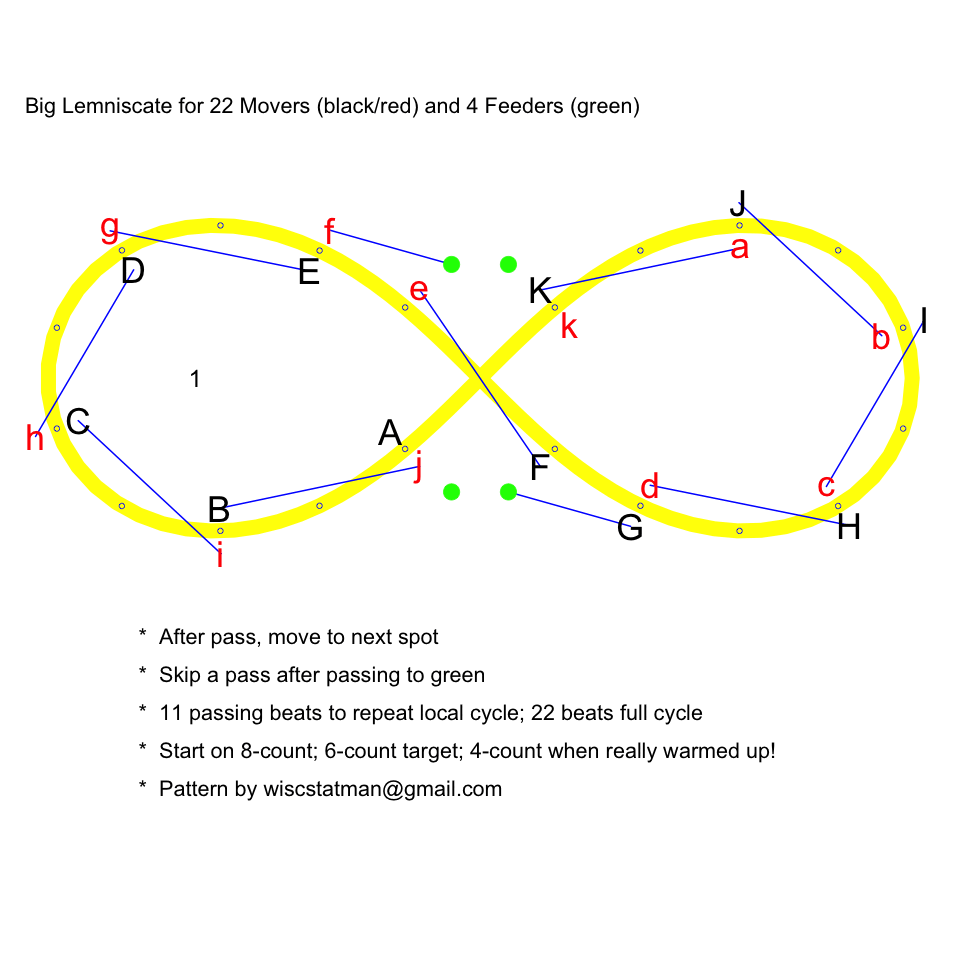 Big Lemniscate for 22 Movers (black/red) and 4 Feeders (green)
J
g f
D E e K a
k b I
1
h C A j F d c
B G H
i
* After pass, move to next spot
* Skip a pass after passing to green
* 11 passing beats to repeat local cycle; 22 beats full cycle
* Start on 8-count; 6-count target; 4-count when really warmed up!
* Pattern by wiscstatman@gmail.com